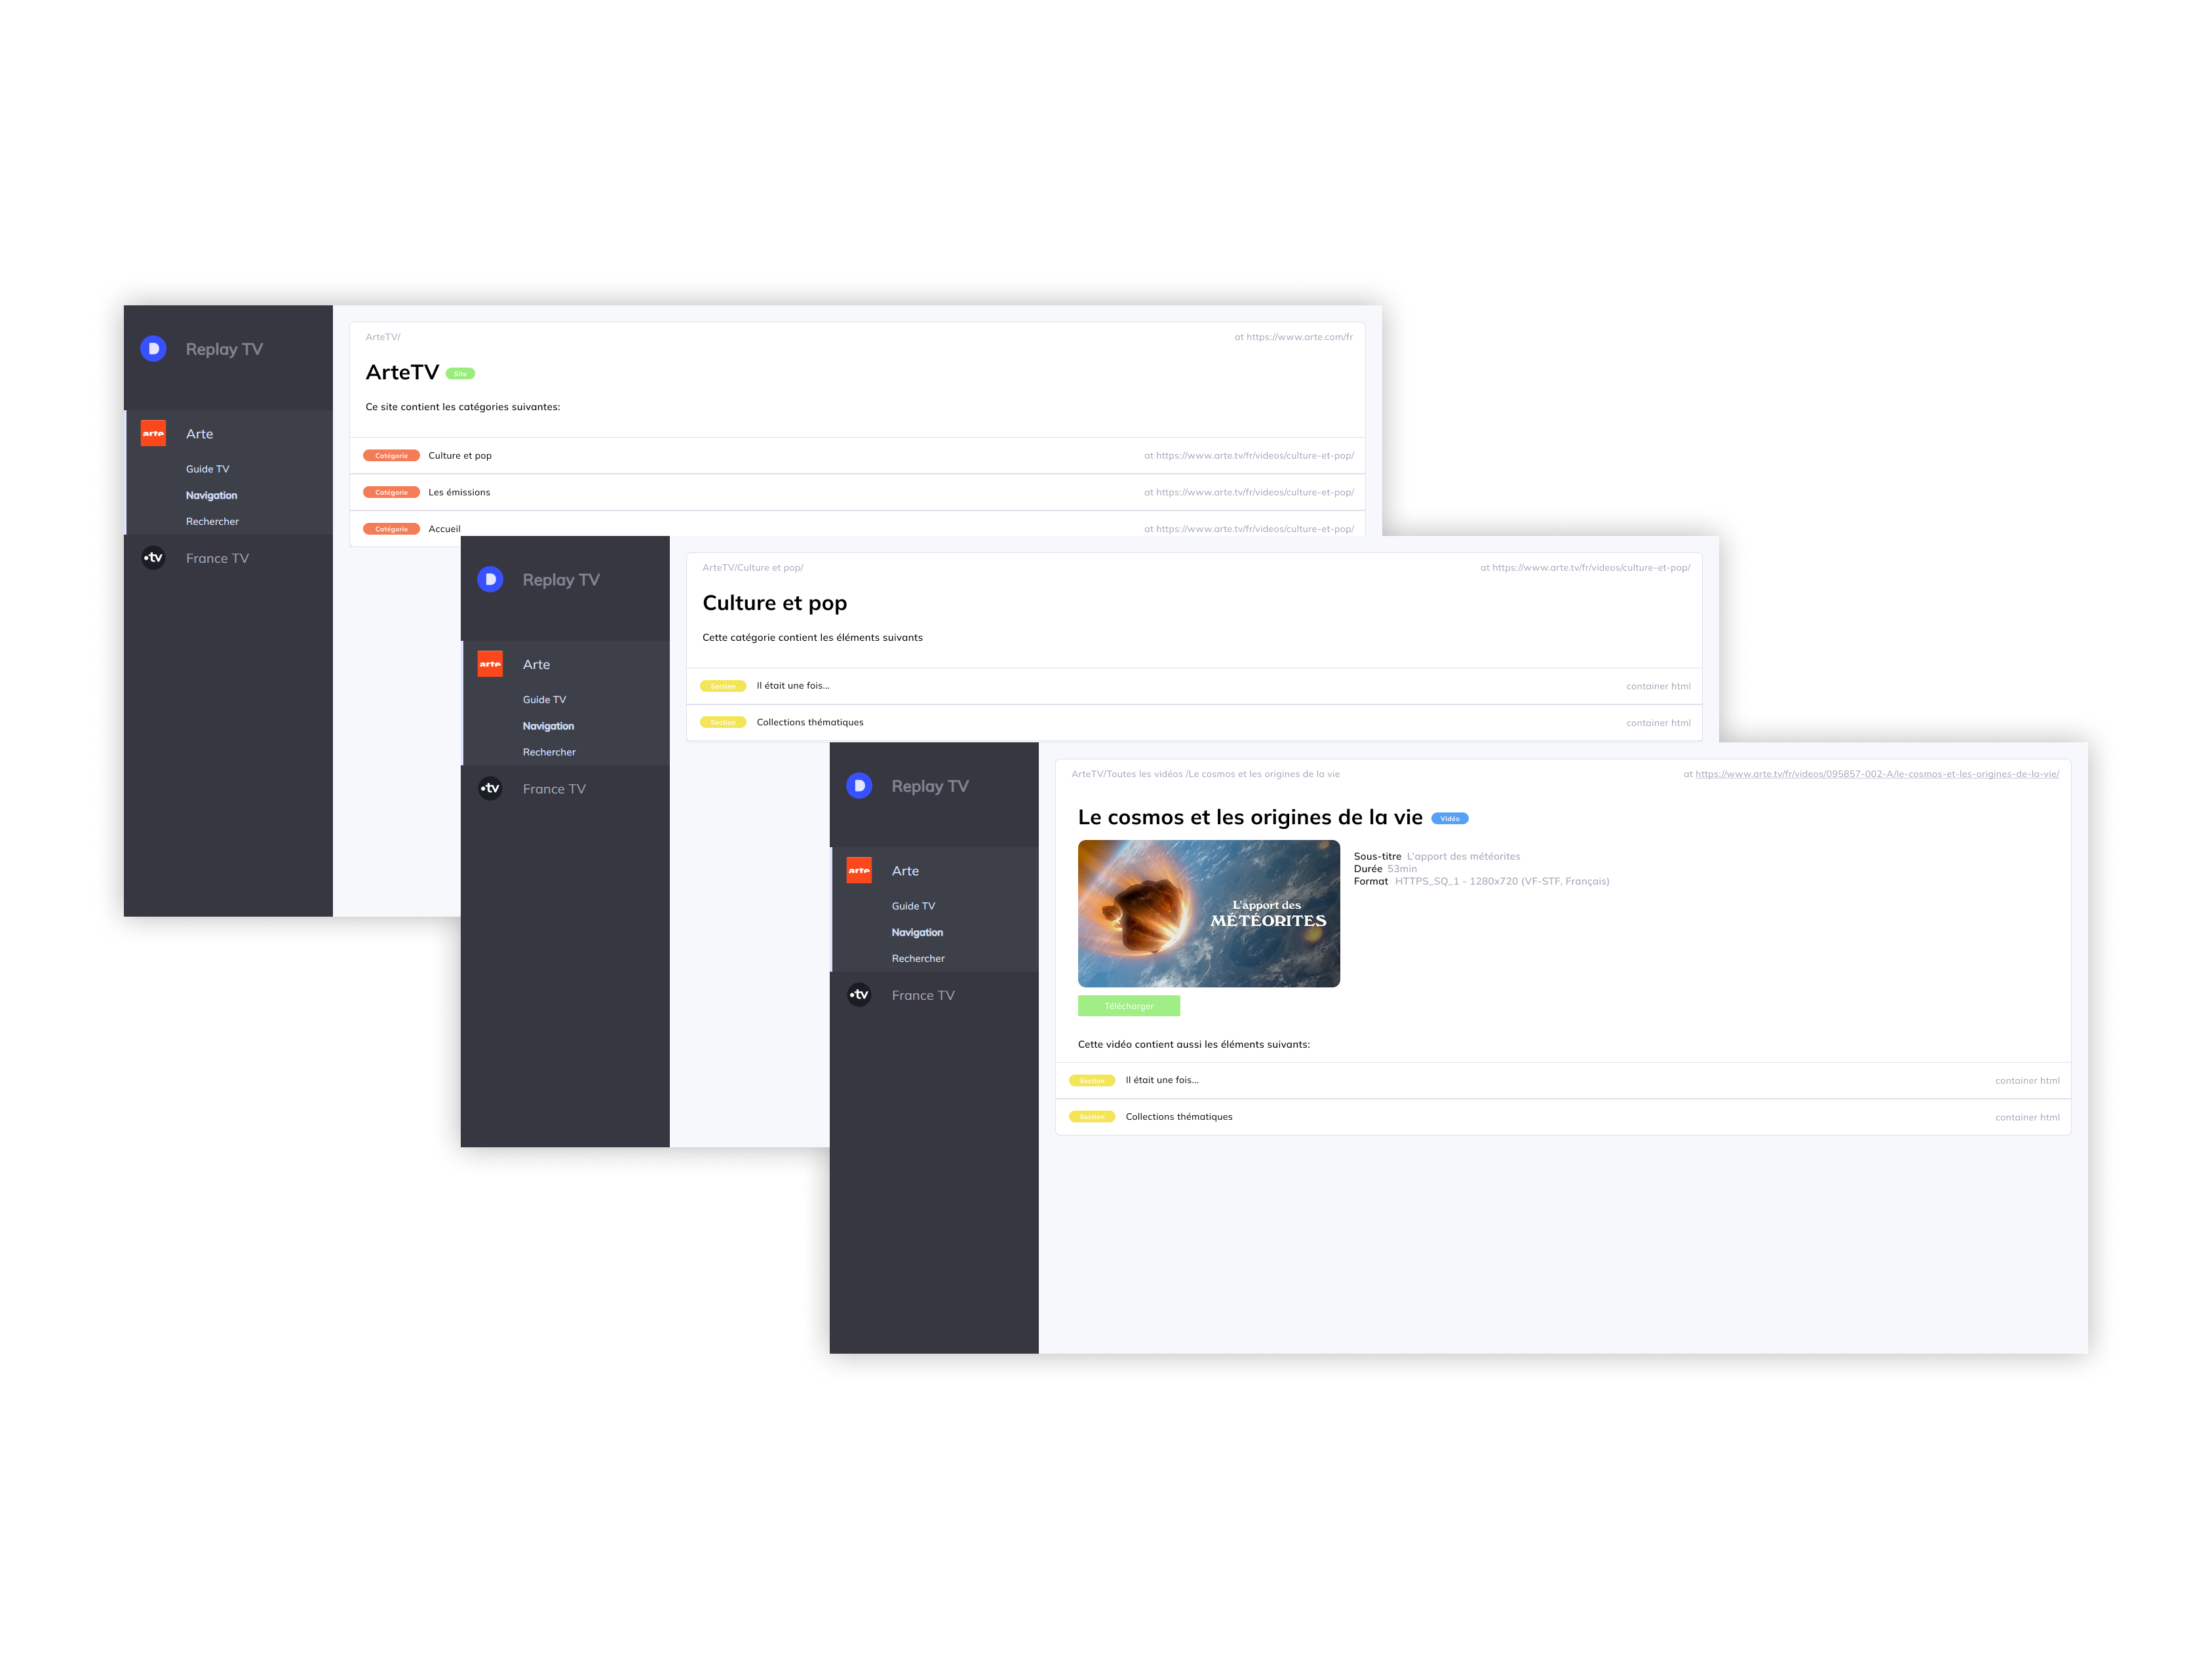 Replay TV
arte
Arte
Guide TV
Navigation
Rechercher
•tv
France TV
ArteTV/
at https://www.arte.com/fr
ArteTV Site
Ce site contient les catégories suivantes:
Catégorie Culture et pop at https://www.arte.tv/fr/videos/culture-et-pop/
Catégorie Les émissions at https://www.arte.tv/fr/videos/culture-et-pop/
Catégorie Accueil at https://www.arte.tv/fr/videos/culture-et-pop/
Replay TV
arte
Arte
Guide TV
Navigation
Rechercher
•tv
France TV
ArteTV/Culture et pop/
at https://www.arte.tv/fr/videos/culture-et-pop/
Culture et pop
Cette catégorie contient les éléments suivants
Section Il était une fois... container html
Section Collections thématiques container html
Replay TV
arte
Arte
Guide TV
Navigation
Rechercher
•tv
France TV
ArteTV/Toutes les vidéos /Le cosmos et les origines de la vie
at https://www.arte.tv/fr/videos/095857-002-A/le-cosmos-et-les-origines-de-la-vie/
Le cosmos et les origines de la vie Vidéo
L'apport des
MÉTÉORITES
Sous-titre L'apport des météorites
Durée 53min
Format HTTPS_SQ_1 - 1280x720 (VF-STF, Français)
Télécharger
Cette vidéo contient aussi les éléments suivants:
Section Il était une fois... container html
Section Collections thématiques container html